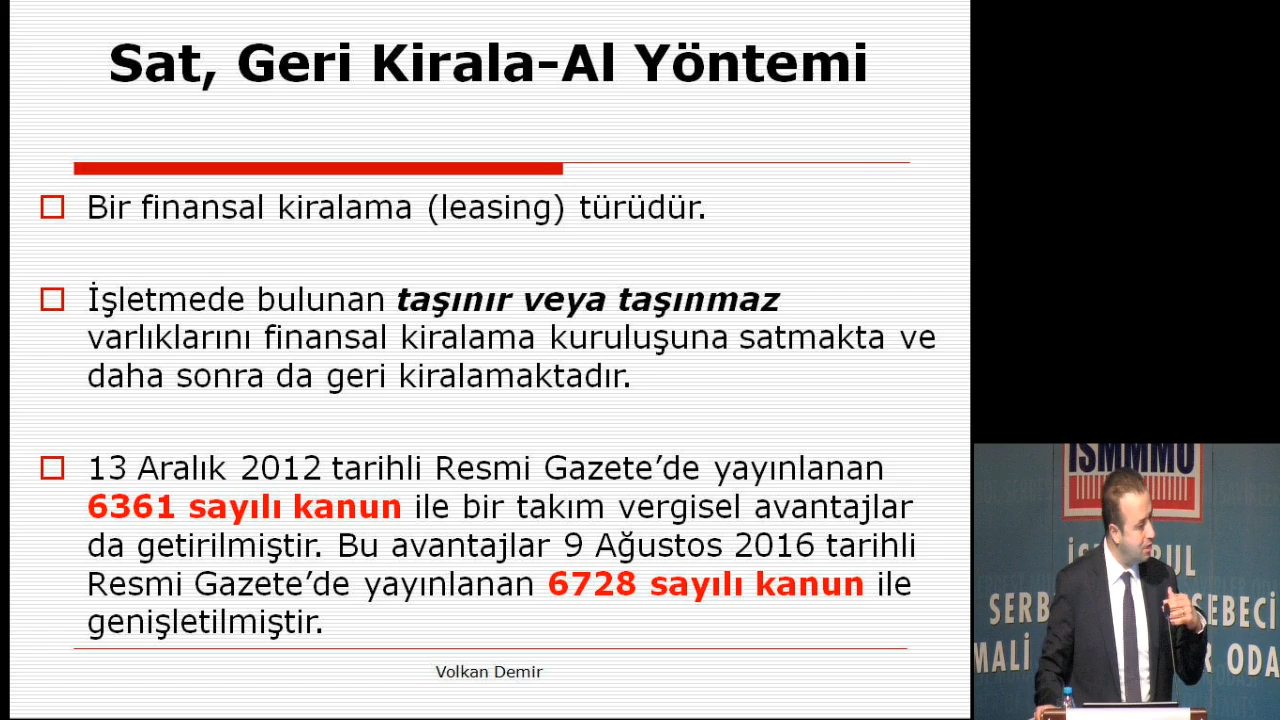 Sat, Geri Kirala-Al Yöntemi
Bir finansal kiralama (leasing) türüdür.
İşletmede bulunan taşınır veya taşınmaz
varlıklarını finansal kiralama kuruluşuna satmakta ve
daha sonra da geri kiralamaktadır.
13 Aralık 2012 tarihli Resmi Gazete’de yayınlanan
6361 sayılı kanun ile bir takım vergisel avantajlar
da getirilmiştir. Bu avantajlar 9 Ağustos 2016 tarihli
Resmi Gazete’de yayınlanan 6728 sayılı kanun ile
genişletilmiştir.
Volkan Demir
İSMMMO
MALİ